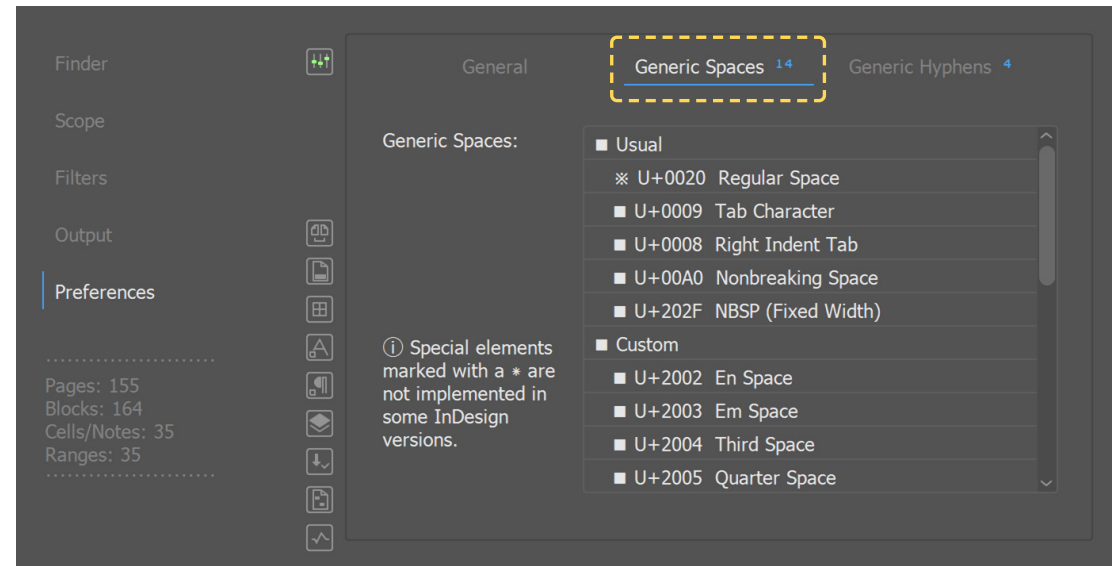 Finder
Scope
Filters
Output
Preferences
Pages: 155
Blocks: 164
Cells/Notes: 35
Ranges: 35
General
Generic Spaces 14
Generic Hyphens 4
Generic Spaces:
ⓘ Special elements
marked with a * are
not implemented in
some InDesign
versions.
■ Usual
※ U+0020 Regular Space
■ U+0009 Tab Character
■ U+0008 Right Indent Tab
■ U+00A0 Nonbreaking Space
■ U+202F NBSP (Fixed Width)
■ Custom
■ U+2002 En Space
■ U+2003 Em Space
■ U+2004 Third Space
■ U+2005 Quarter Space